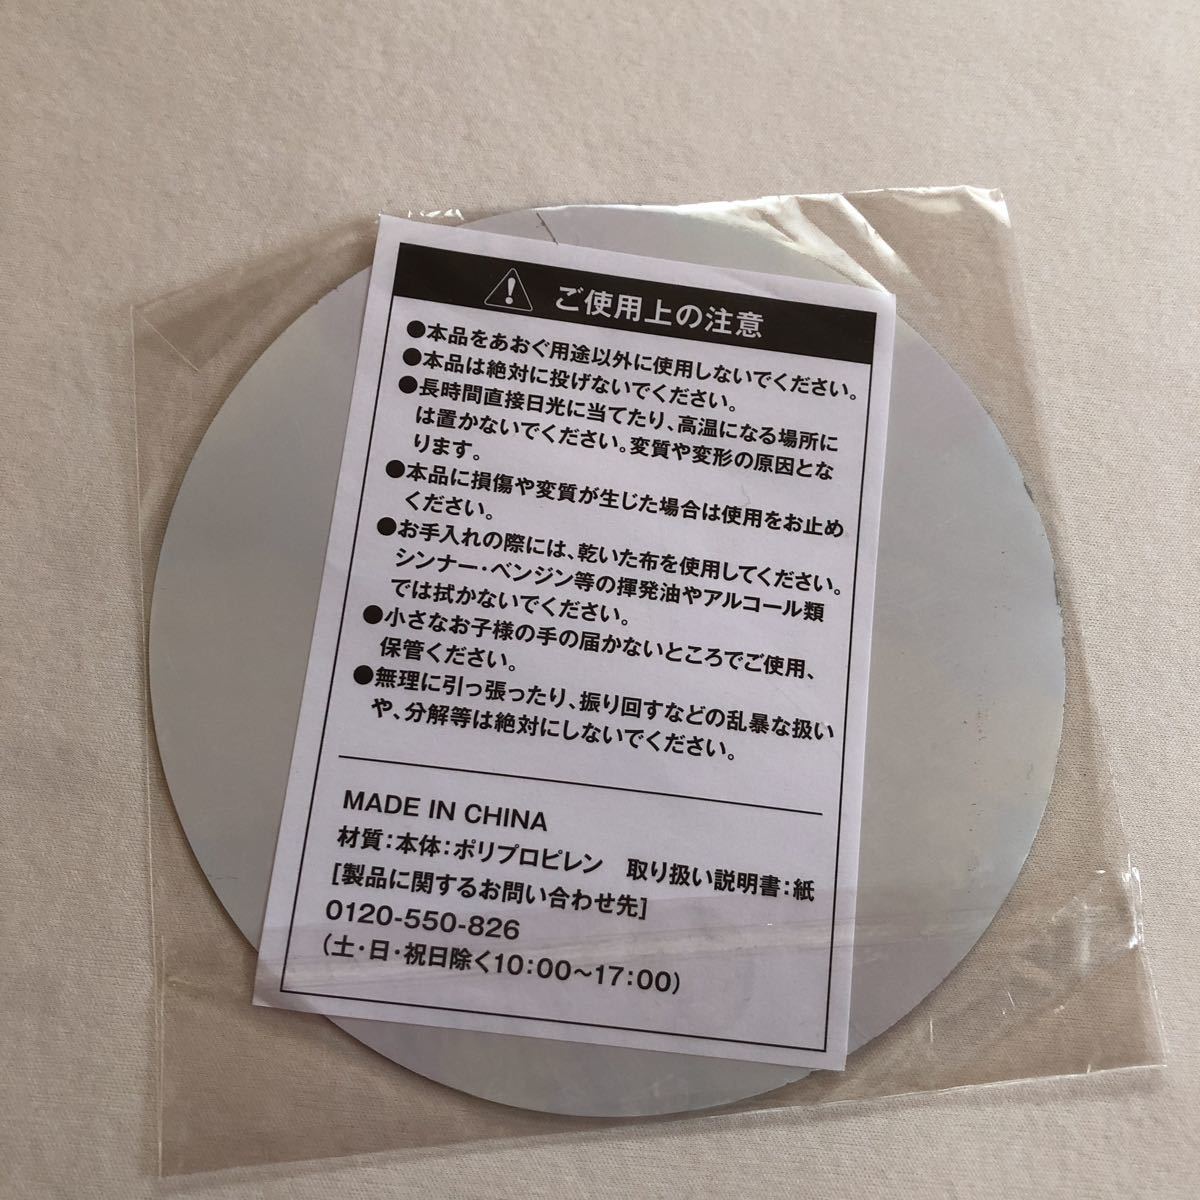 ご使用上の注意
●本品をあおぐ用途以外に使用しないでください。
●本品は絶対に投げないでください。
●長時間直接日光に当てたり、高温になる場所に
は置かないでください。変質や変形の原因とな
ります。
●本品に損傷や変質が生じた場合は使用をお止め
ください。
●お手入れの際には、乾いた布を使用してください。
シンナー・ベンジン等の揮発油やアルコール類
では拭かないでください。
●小さなお子様の手の届かないところでご使用、
保管ください。
●無理に引っ張ったり、振り回すなどの乱暴な扱い
や、分解等は絶対にしないでください。
MADE IN CHINA
材質：本体：ポリプロピレン　取り扱い説明書：紙
[製品に関するお問い合わせ先]
0120-550-826
（土・日・祝日除く10:00〜17:00）